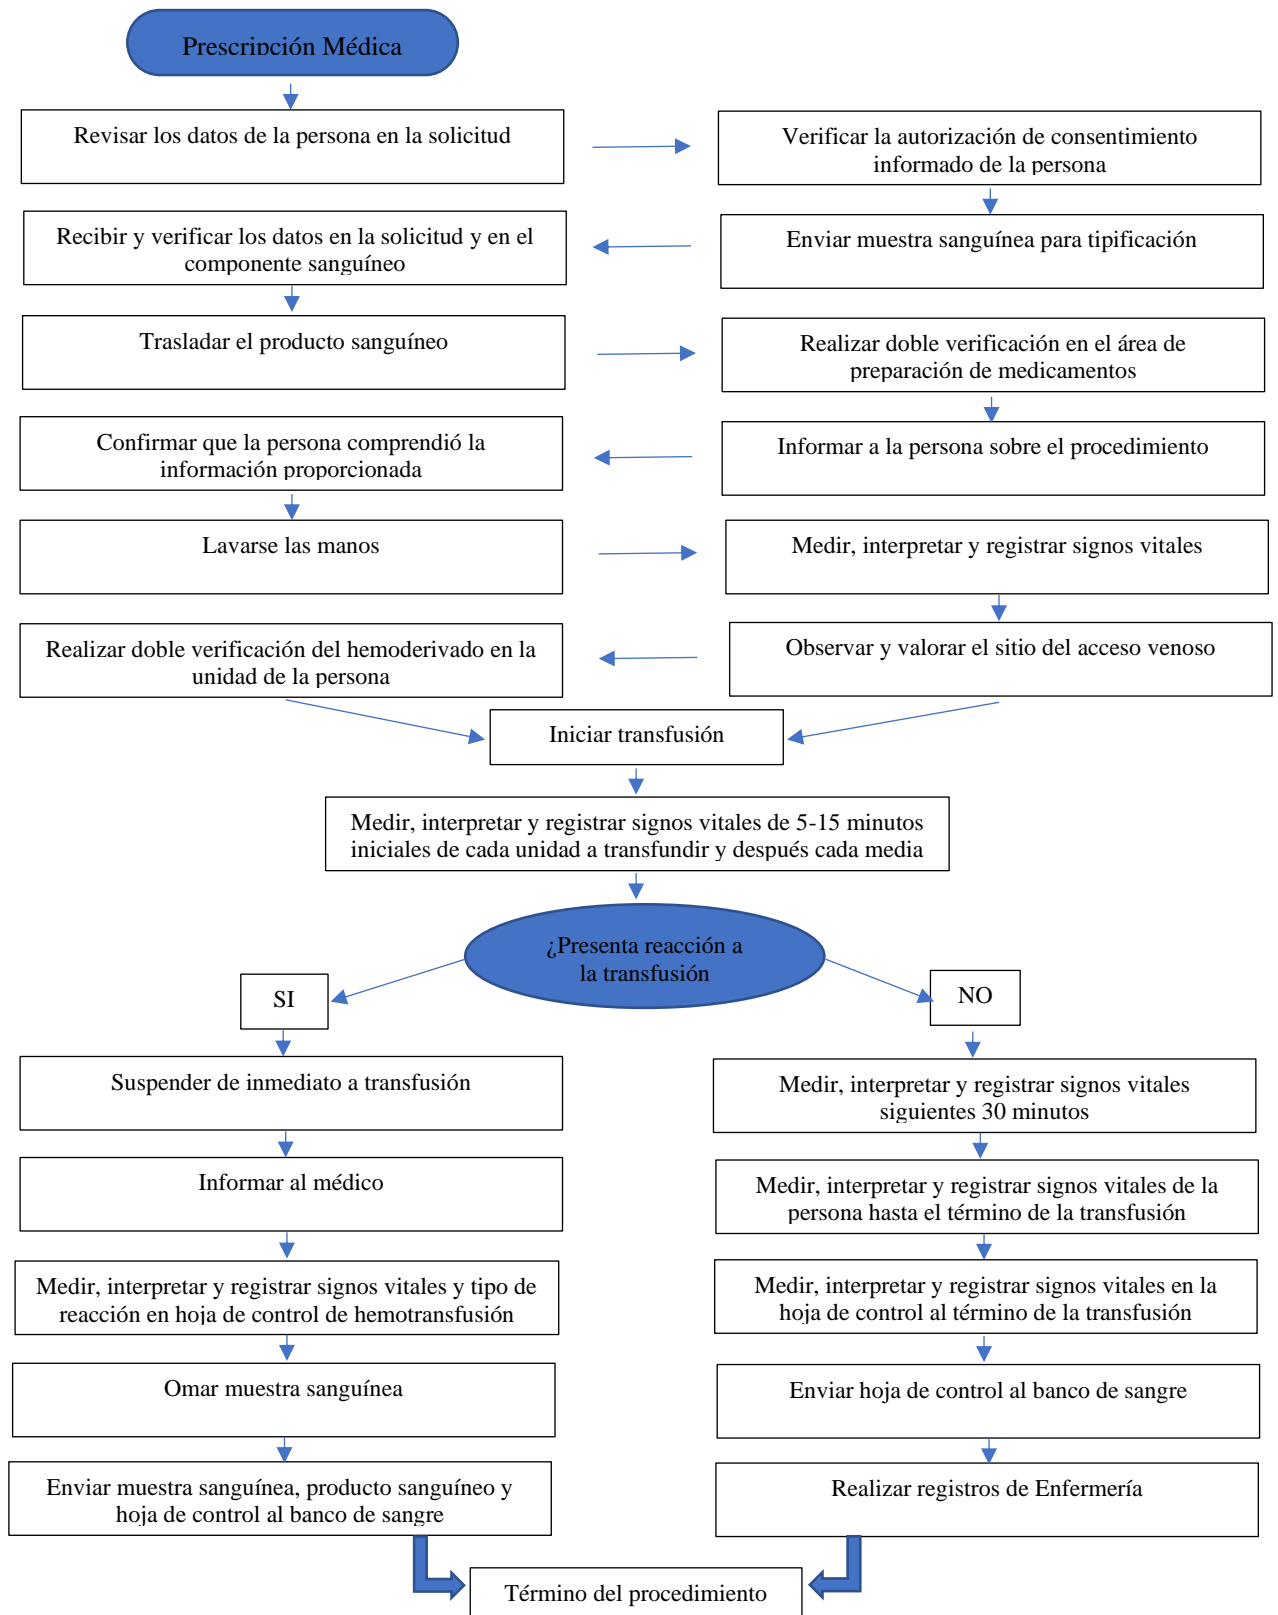 Prescripción Médica
Revisar los datos de la persona en la solicitud
Verificar la autorización de consentimiento
informado de la persona
Enviar muestra sanguínea para tipificación
Recibir y verificar los datos en la solicitud y en el
componente sanguíneo
Trasladar el producto sanguíneo
Realizar doble verificación en el área de
preparación de medicamentos
Informar a la persona sobre el procedimiento
Confirmar que la persona comprendió la
información proporcionada
Lavarse las manos
Medir, interpretar y registrar signos vitales
Observar y valorar el sitio del acceso venoso
Realizar doble verificación del hemoderivado en la
unidad de la persona
Iniciar transfusión
Medir, interpretar y registrar signos vitales de 5-15 minutos
iniciales de cada unidad a transfundir y después cada media
¿Presenta reacción a
la transfusión
SI
NO
Suspender de inmediato a transfusión
Informar al médico
Medir, interpretar y registrar signos vitales y tipo de
reacción en hoja de control de hemotransfusión
Omar muestra sanguínea
Enviar muestra sanguínea, producto sanguíneo y
hoja de control al banco de sangre
Medir, interpretar y registrar signos vitales
siguientes 30 minutos
Medir, interpretar y registrar signos vitales de la
persona hasta el término de la transfusión
Medir, interpretar y registrar signos vitales en la
hoja de control al término de la transfusión
Enviar hoja de control al banco de sangre
Realizar registros de Enfermería
Término del procedimiento